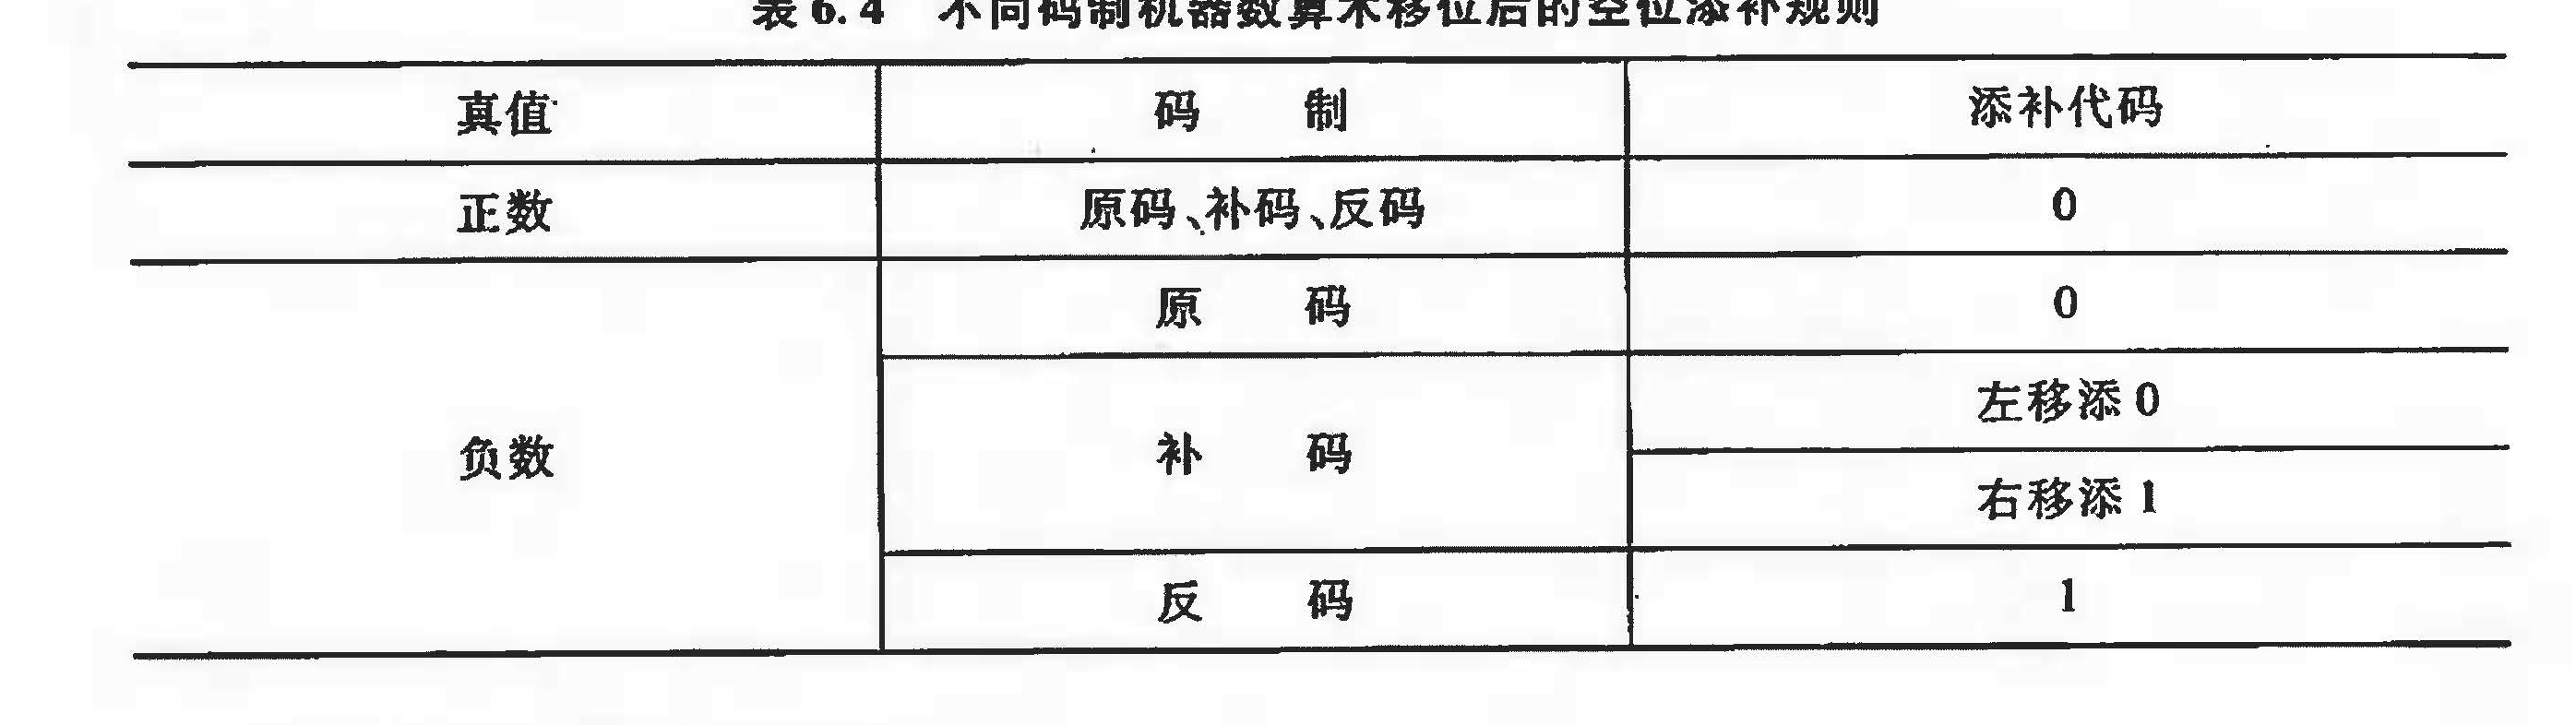 表6.4 不同码制机器数算术移位后的空位添补规则
真值 码 制 添补代码
正数 原码、补码、反码 0
负数 原 码 0
补 码 左移添0
右移添1
反 码 1